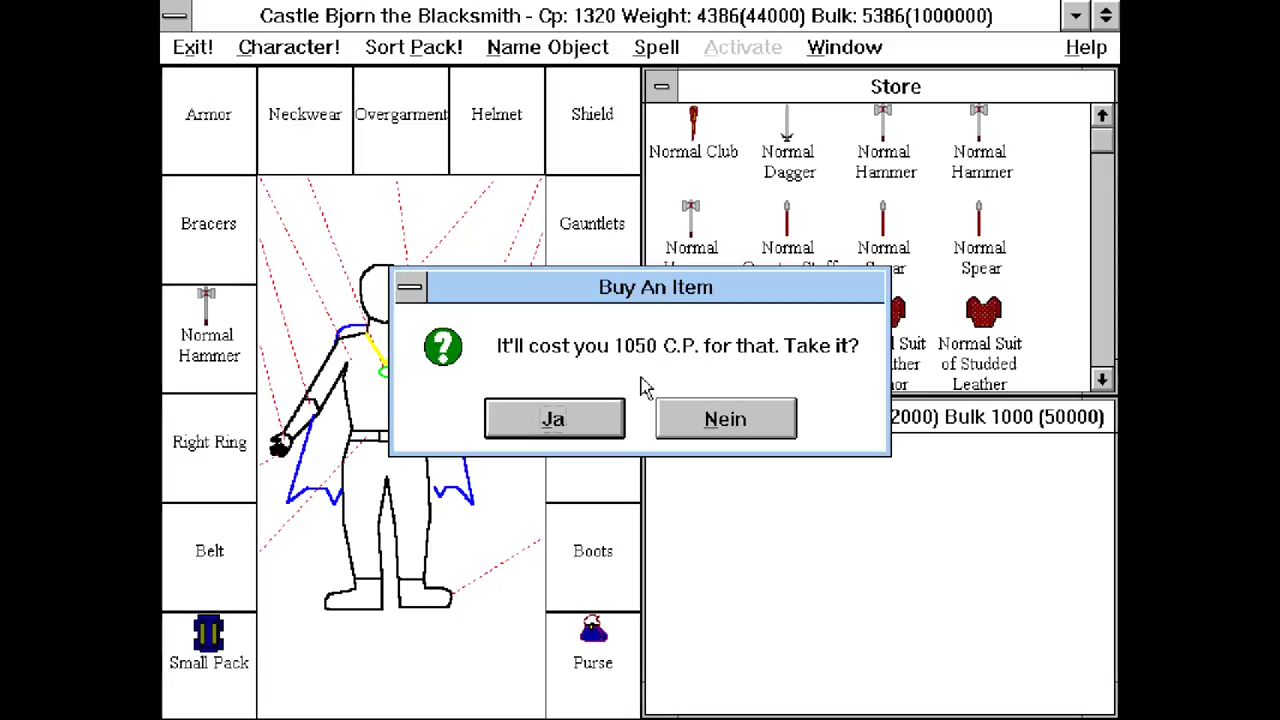 Castle Bjorn the Blacksmith - Cp: 1320 Weight: 4386(44000) Bulk: 5386(1000000)
Exit! Character! Sort Pack! Name Object Spell Activate Window Help
Armor Neckwear Overgarment Helmet Shield
Store
Normal Club Normal Dagger Normal Hammer Normal Hammer
Bracers Gauntlets
Normal Normal Normal Normal
Spear
Buy An Item
It'll cost you 1050 C.P. for that. Take it?
Ja Nein
Normal Hammer
Suit Normal Suit
of Studded
Leather
2000) Bulk 1000 (50000)
Right Ring
Belt Boots
Small Pack Purse